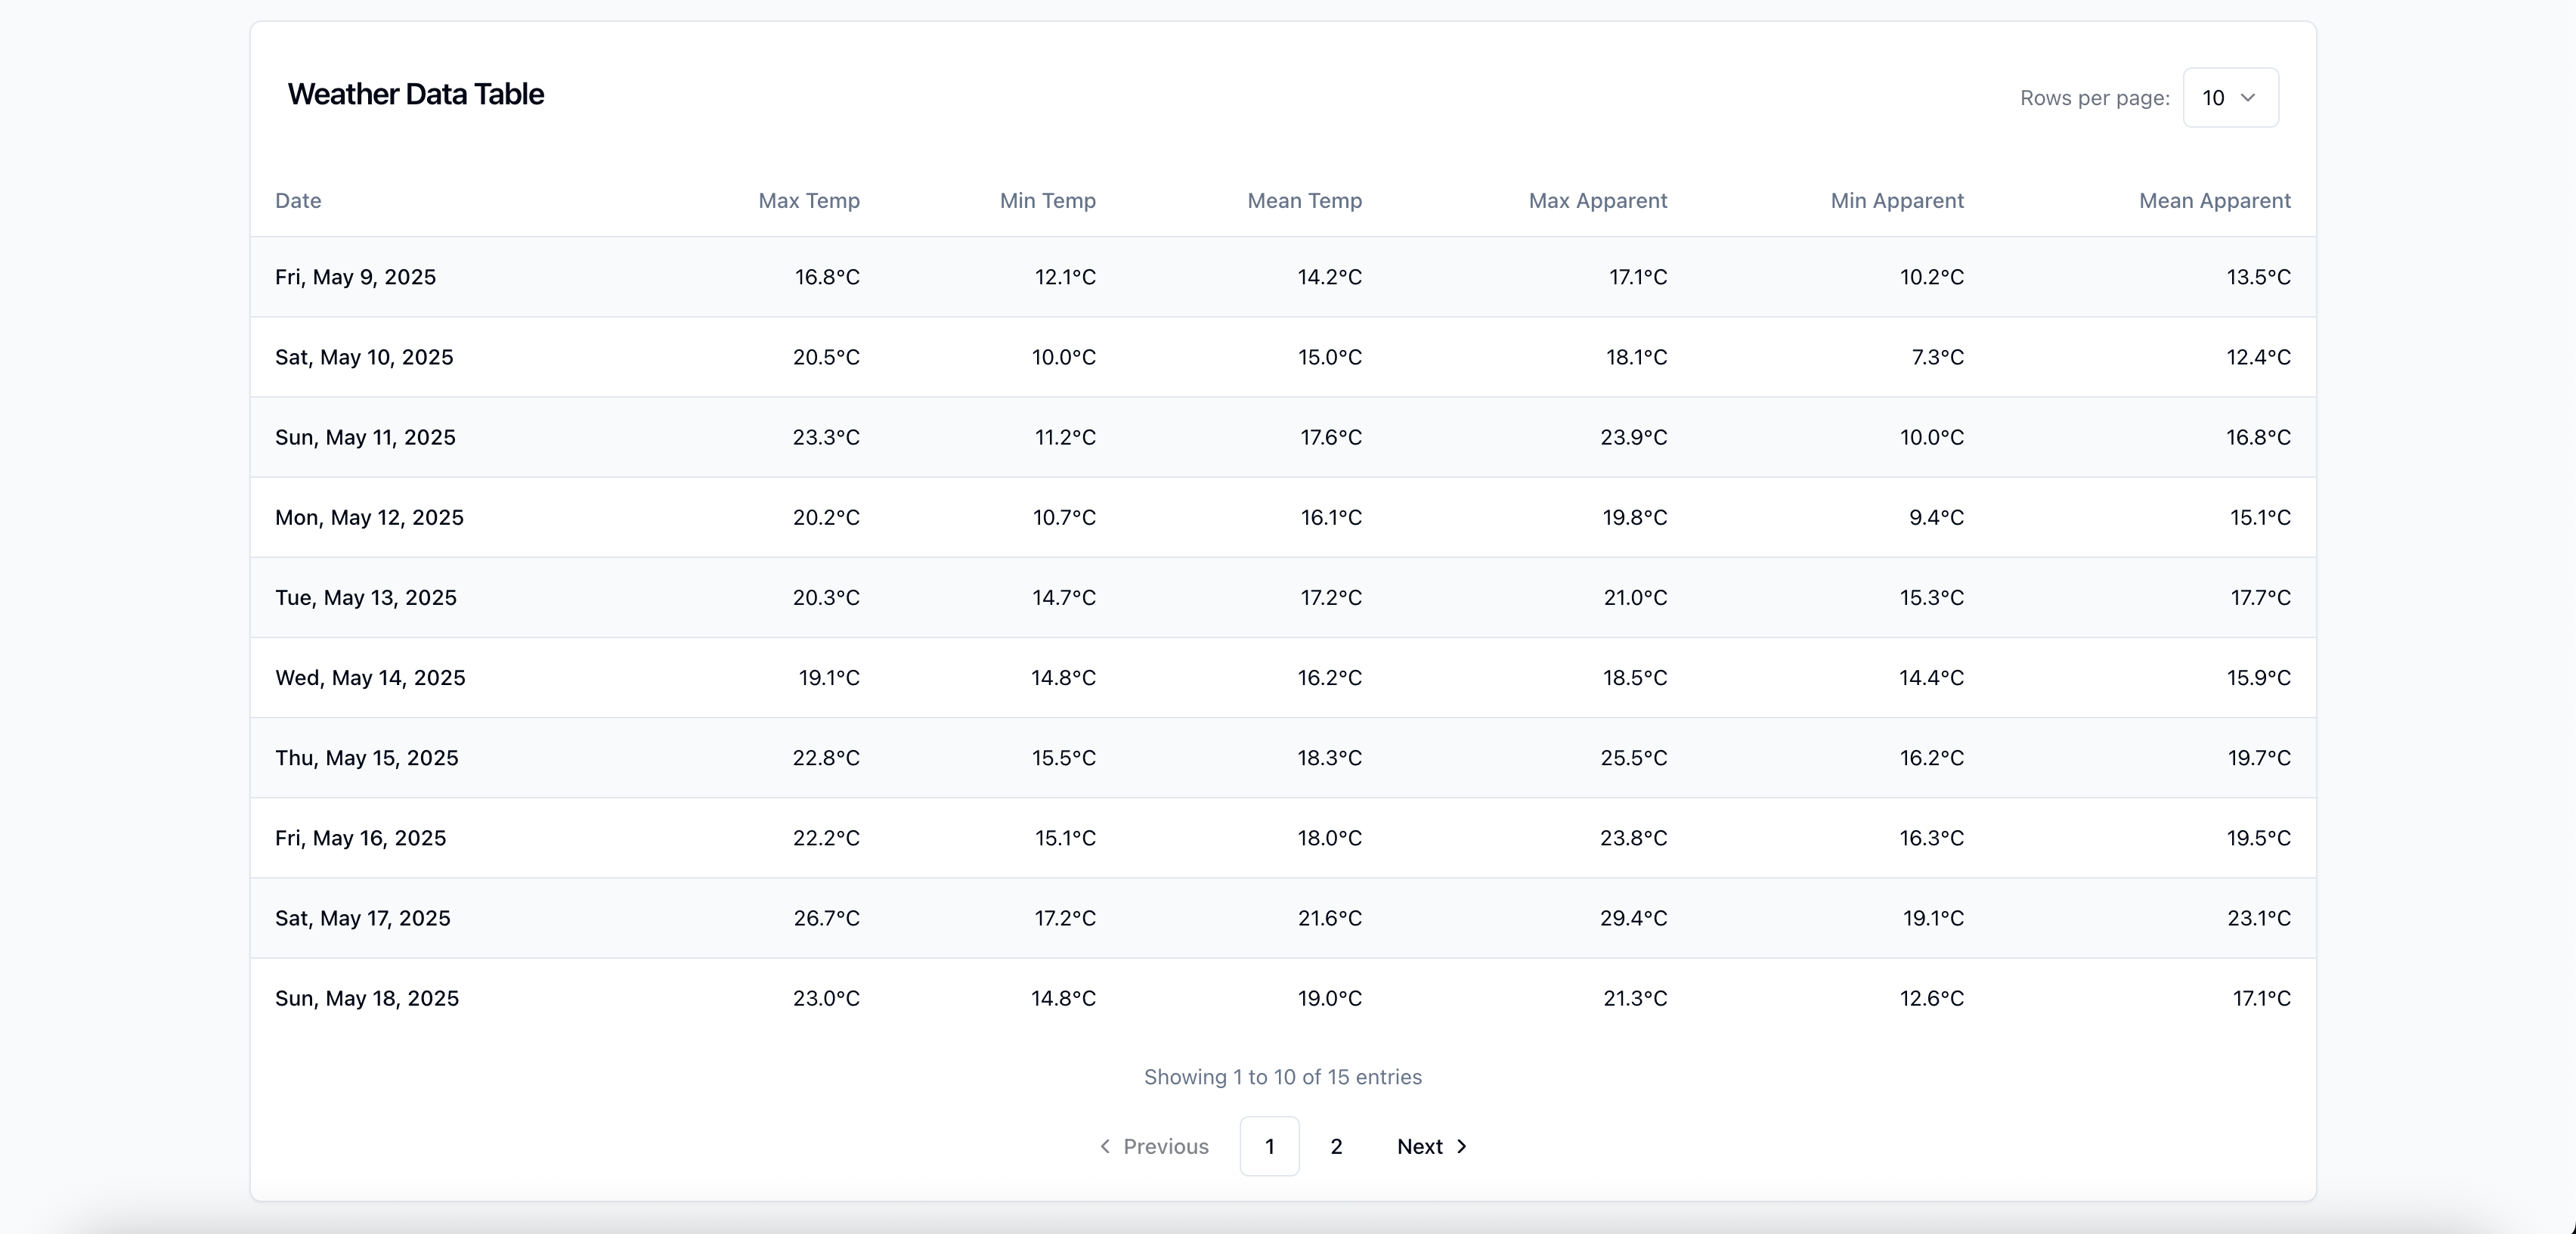 Weather Data Table
Rows per page: 10
Date Max Temp Min Temp Mean Temp Max Apparent Min Apparent Mean Apparent
Fri, May 9, 2025 16.8°C 12.1°C 14.2°C 17.1°C 10.2°C 13.5°C
Sat, May 10, 2025 20.5°C 10.0°C 15.0°C 18.1°C 7.3°C 12.4°C
Sun, May 11, 2025 23.3°C 11.2°C 17.6°C 23.9°C 10.0°C 16.8°C
Mon, May 12, 2025 20.2°C 10.7°C 16.1°C 19.8°C 9.4°C 15.1°C
Tue, May 13, 2025 20.3°C 14.7°C 17.2°C 21.0°C 15.3°C 17.7°C
Wed, May 14, 2025 19.1°C 14.8°C 16.2°C 18.5°C 14.4°C 15.9°C
Thu, May 15, 2025 22.8°C 15.5°C 18.3°C 25.5°C 16.2°C 19.7°C
Fri, May 16, 2025 22.2°C 15.1°C 18.0°C 23.8°C 16.3°C 19.5°C
Sat, May 17, 2025 26.7°C 17.2°C 21.6°C 29.4°C 19.1°C 23.1°C
Sun, May 18, 2025 23.0°C 14.8°C 19.0°C 21.3°C 12.6°C 17.1°C
Showing 1 to 10 of 15 entries
Previous 1 2 Next